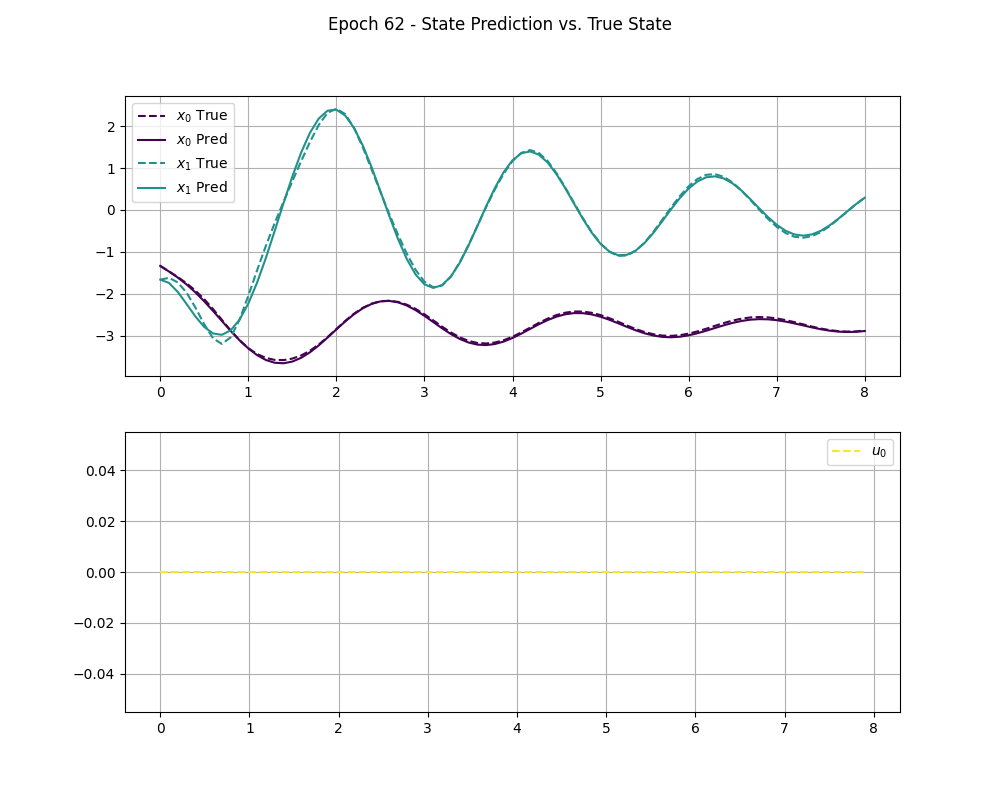 Epoch 62 - State Prediction vs. True State
x₀ True
x₀ Pred
x₁ True
x₁ Pred
2
1
0
−1
−2
−3
0 1 2 3 4 5 6 7 8
u₀
0.04
0.02
0.00
−0.02
−0.04
0 1 2 3 4 5 6 7 8